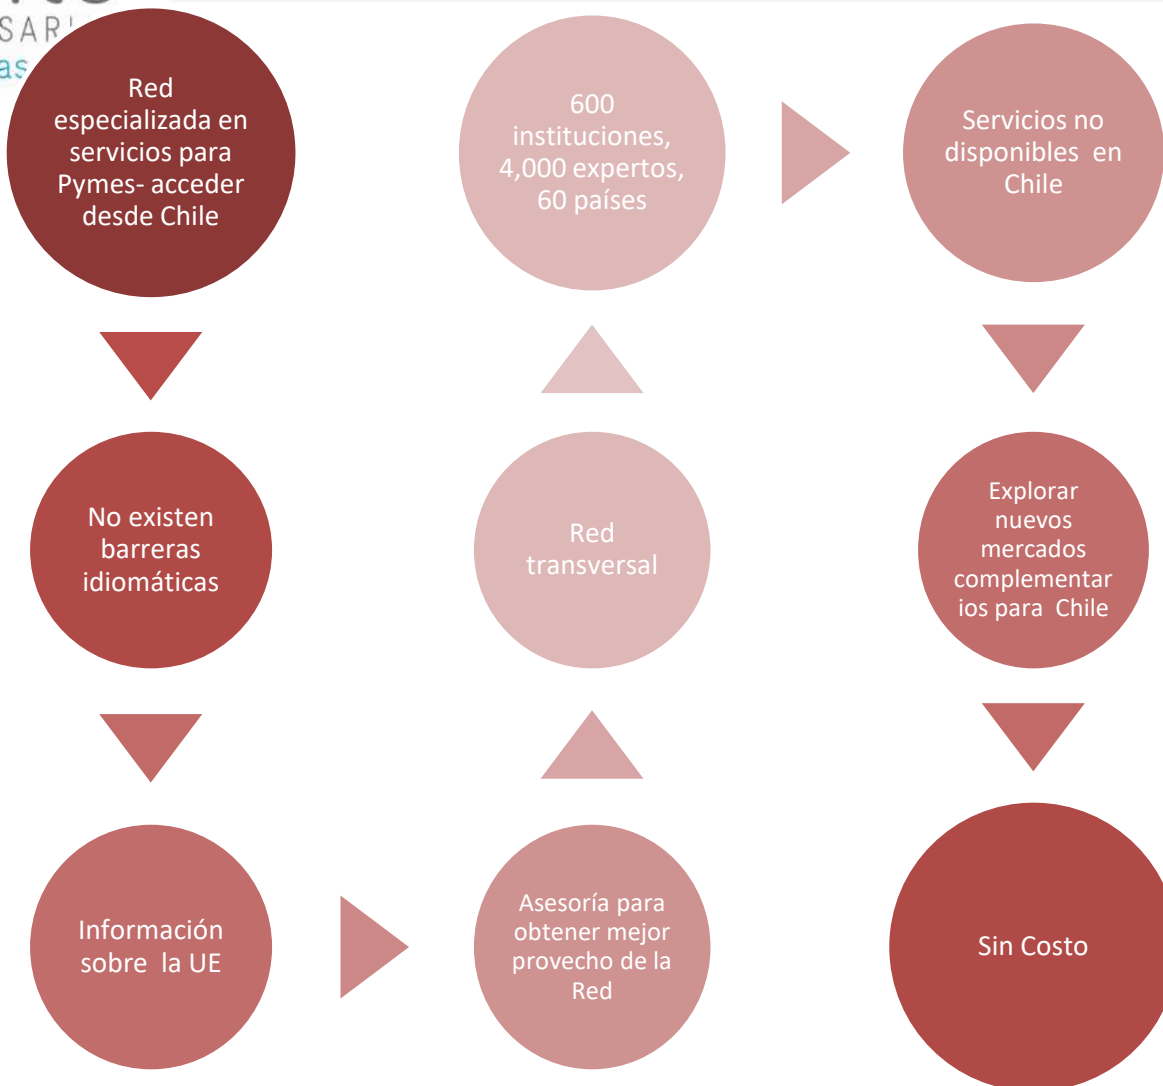 SAR
as
Red
especializada en
servicios para
Pymes- acceder
desde Chile
No existen
barreras
idiomáticas
Información
sobre la UE
Asesoría para
obtener mejor
provecho de la
Red
Red
transversal
600
instituciones,
4,000 expertos,
60 países
Servicios no
disponibles en
Chile
Explorar
nuevos
mercados
complementar
ios para Chile
Sin Costo